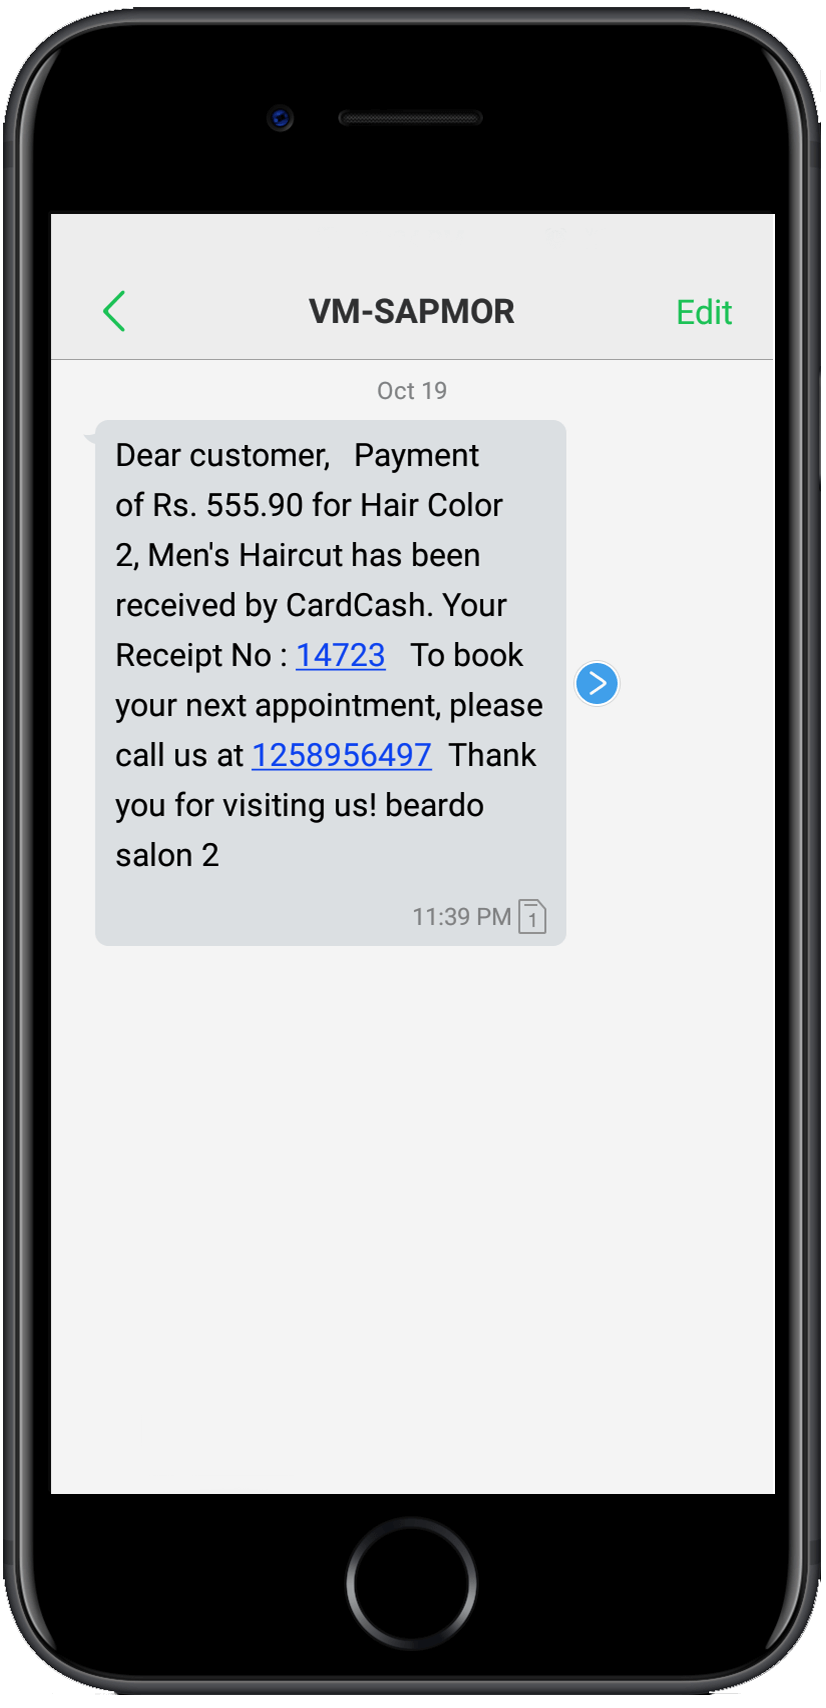 VM-SAPMOR
Edit
Oct 19
Dear customer,   Payment
of Rs. 555.90 for Hair Color
2, Men's Haircut has been
received by CardCash. Your
Receipt No : 14723   To book
your next appointment, please
call us at 1258956497  Thank
you for visiting us! beardo
salon 2
11:39 PM 1